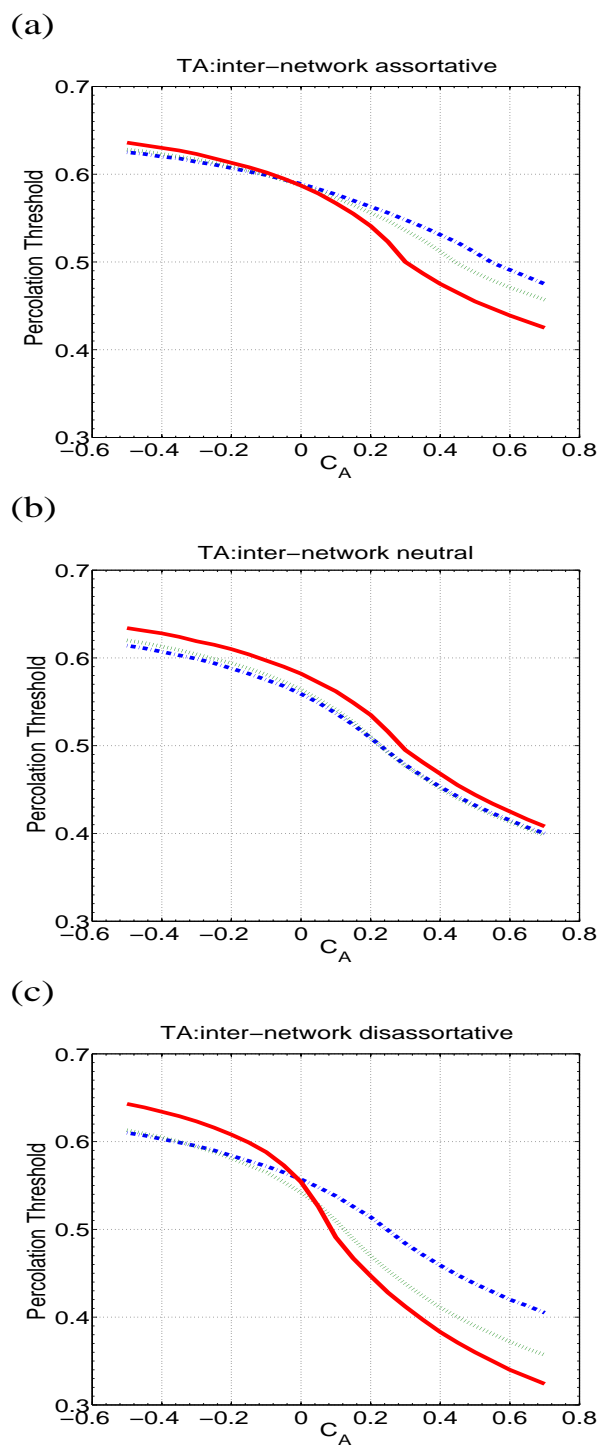 (a)
TA:inter−network assortative
0.7
0.6
0.5
0.4
0.3
Percolation Threshold
−0.6 −0.4 −0.2 0 0.2 0.4 0.6 0.8
C_A
(b)
TA:inter−network neutral
0.7
0.6
0.5
0.4
0.3
Percolation Threshold
−0.6 −0.4 −0.2 0 0.2 0.4 0.6 0.8
C_A
(c)
TA:inter−network disassortative
0.7
0.6
0.5
0.4
0.3
Percolation Threshold
−0.6 −0.4 −0.2 0 0.2 0.4 0.6 0.8
C_A